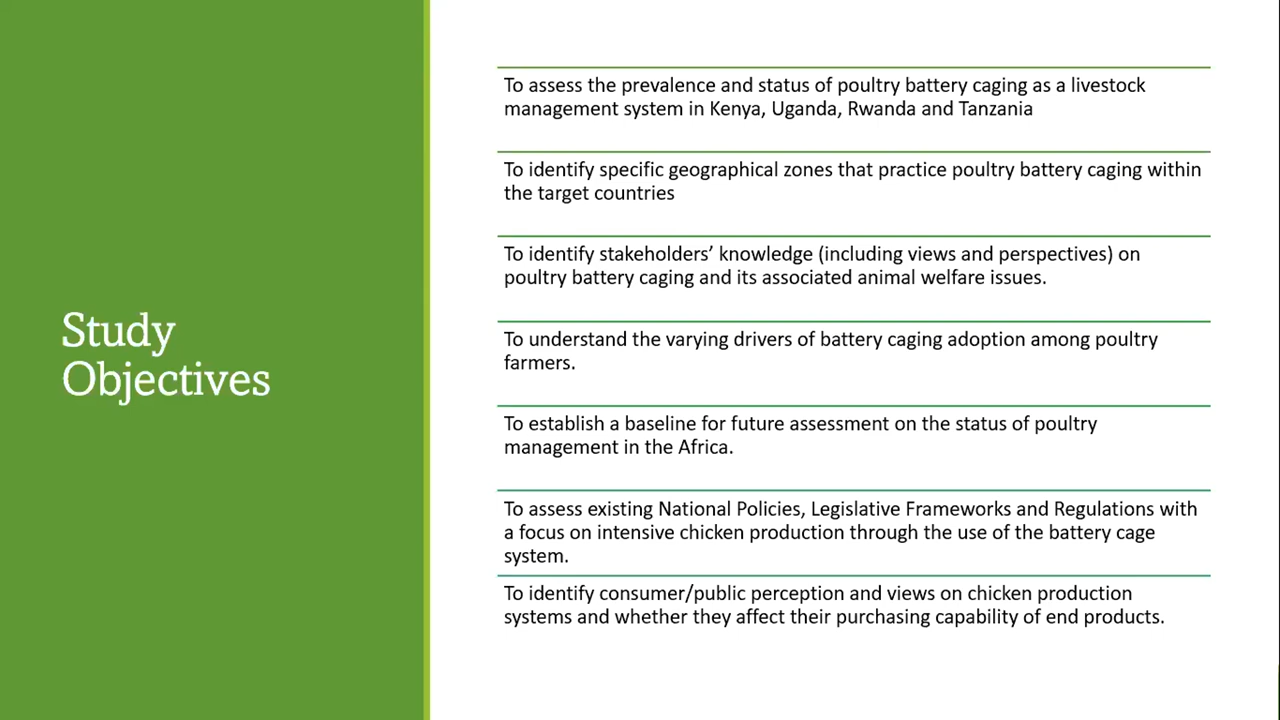 Study
Objectives
To assess the prevalence and status of poultry battery caging as a livestock
management system in Kenya, Uganda, Rwanda and Tanzania
To identify specific geographical zones that practice poultry battery caging within
the target countries
To identify stakeholders’ knowledge (including views and perspectives) on
poultry battery caging and its associated animal welfare issues.
To understand the varying drivers of battery caging adoption among poultry
farmers.
To establish a baseline for future assessment on the status of poultry
management in the Africa.
To assess existing National Policies, Legislative Frameworks and Regulations with
a focus on intensive chicken production through the use of the battery cage
system.
To identify consumer/public perception and views on chicken production
systems and whether they affect their purchasing capability of end products.